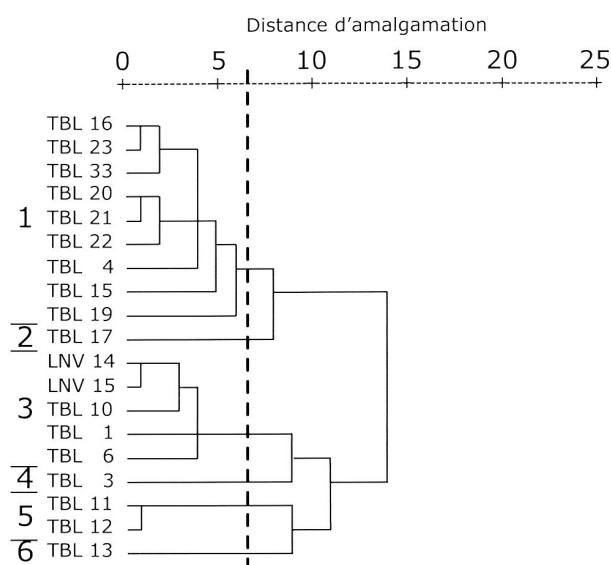 Distance d’amalgamation
0 5 10 15 20 25
TBL 16
TBL 23
TBL 33
TBL 20
1 TBL 21
TBL 22
TBL 4
TBL 15
TBL 19
2 TBL 17
LNV 14
LNV 15
3 TBL 10
TBL 1
TBL 6
4 TBL 3
TBL 11
5 TBL 12
6 TBL 13